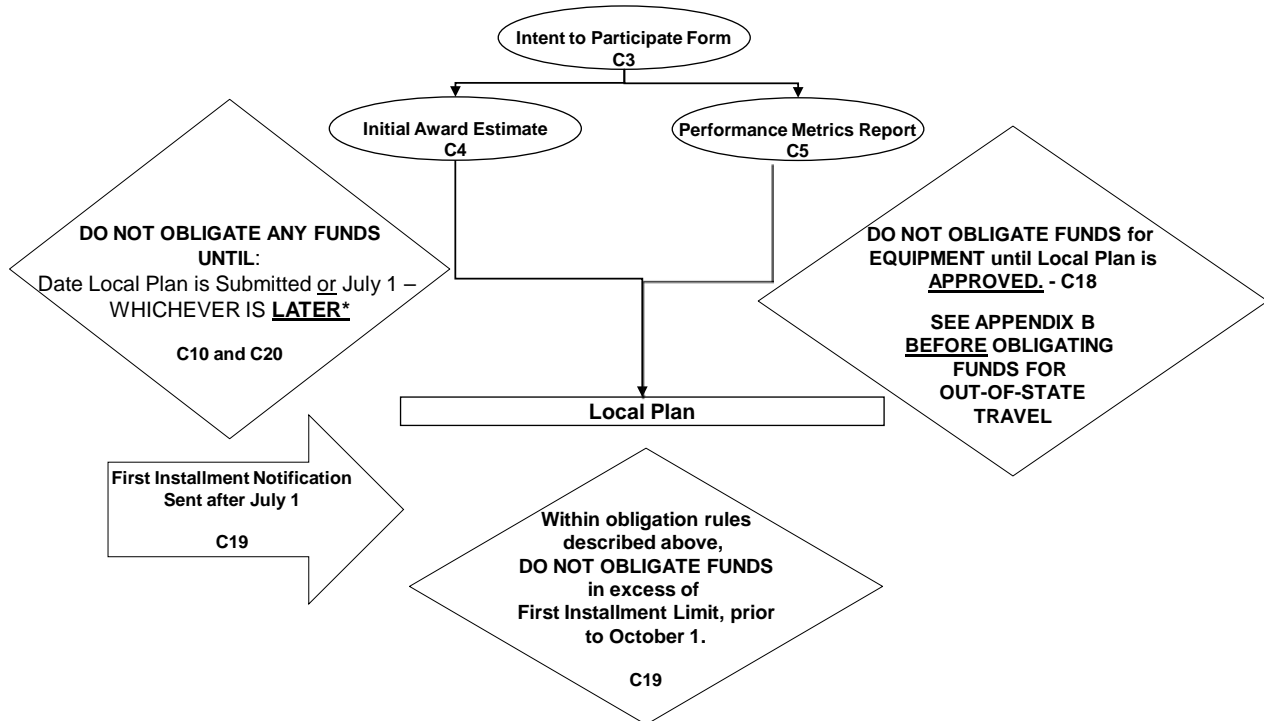 Intent to Participate Form
C3
Initial Award Estimate
C4
Performance Metrics Report
C5
DO NOT OBLIGATE ANY FUNDS
UNTIL:
Date Local Plan is Submitted or July 1 –
WHICHEVER IS LATER*
C10 and C20
DO NOT OBLIGATE FUNDS for
EQUIPMENT until Local Plan is
APPROVED. - C18
SEE APPENDIX B
BEFORE OBLIGATING
FUNDS FOR
OUT-OF-STATE
TRAVEL
Local Plan
First Installment Notification
Sent after July 1
C19
Within obligation rules
described above,
DO NOT OBLIGATE FUNDS
in excess of
First Installment Limit, prior
to October 1.
C19